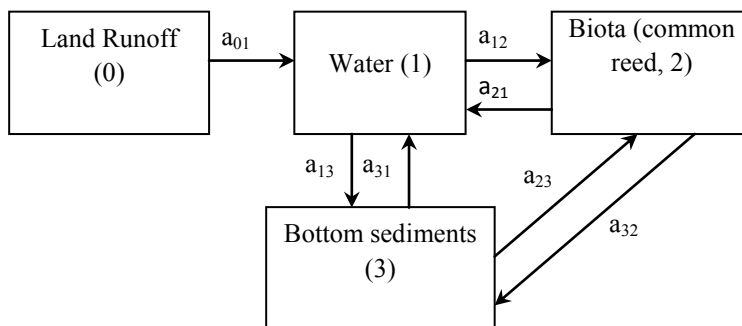 Land Runoff
(0)
a01
Water (1)
a12
a21
Biota (common
reed, 2)
a13
a31
a23
a32
Bottom sediments
(3)